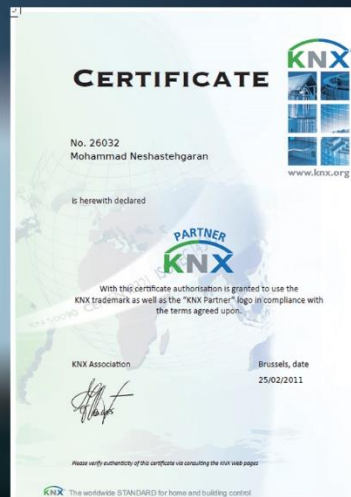 CERTIFICATE
KNX
www.knx.org
No. 26032
Mohammad Neshastehgaran
is herewith declared
PARTNER
KNX
With this certificate authorisation is granted to use the
KNX trademark as well as the "KNX Partner" logo in compliance with
the terms agreed upon.
KNX Association
Brussels, date
25/02/2011
Please verify authenticity of this certificate via consulting the KNX web pages
KNX The worldwide STANDARD for home and building control